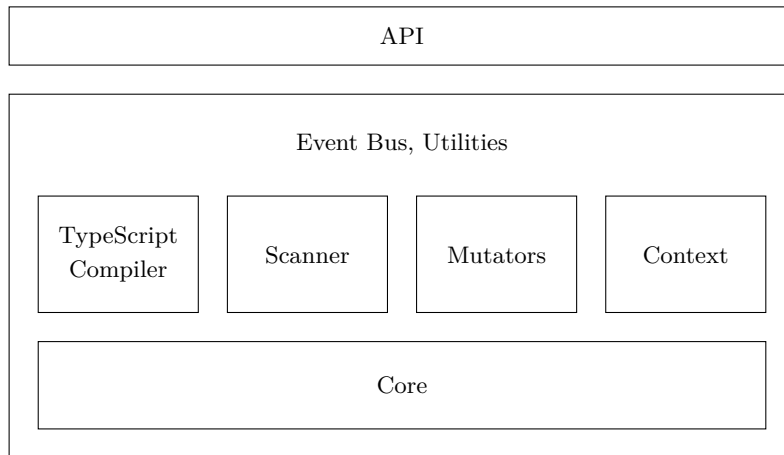 API
Event Bus, Utilities
TypeScript
Compiler
Scanner
Mutators
Context
Core